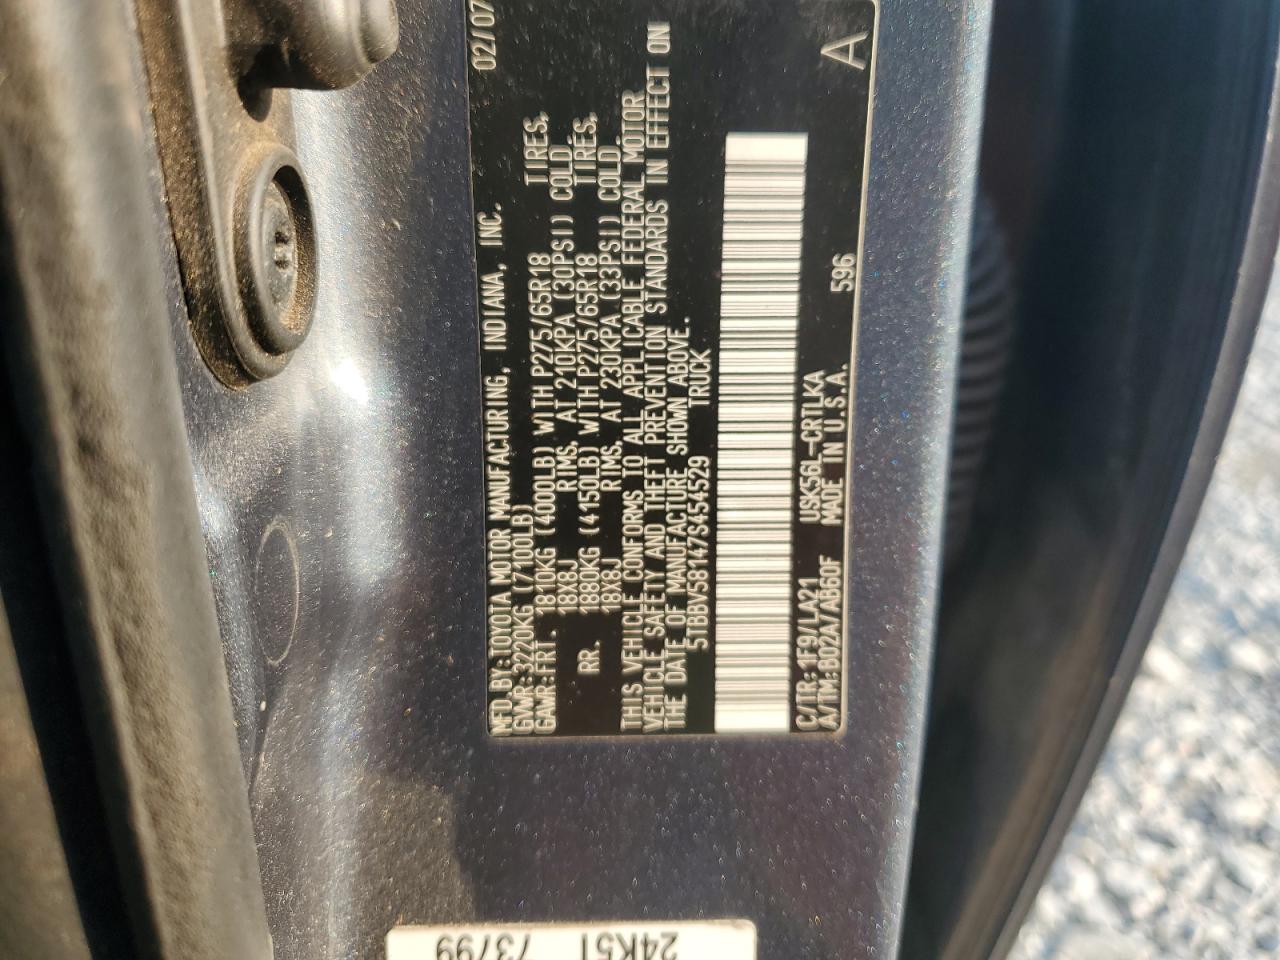 MFD BY: TOYOTA MOTOR MANUFACTURING, INDIANA, INC. 02/07
GVWR: 3220KG (7100LB)
GAWR: FRT. 1810KG (4000LB) WITH P275/65R18 TIRES,
18X8J RIMS, AT 210KPA (30PSI) COLD.
RR. 1880KG (4150LB) WITH P275/65R18 TIRES,
18X8J RIMS, AT 230KPA (33PSI) COLD.
THIS VEHICLE CONFORMS TO ALL APPLICABLE FEDERAL MOTOR
VEHICLE SAFETY AND THEFT PREVENTION STANDARDS IN EFFECT ON
THE DATE OF MANUFACTURE SHOWN ABOVE.
5TBBV58147S454529 TRUCK
C/TR: 1F9/LA21 USK56L-CRTLKA A
A/TM: B02A/AB60F MADE IN U.S.A. 596
24K51
73799